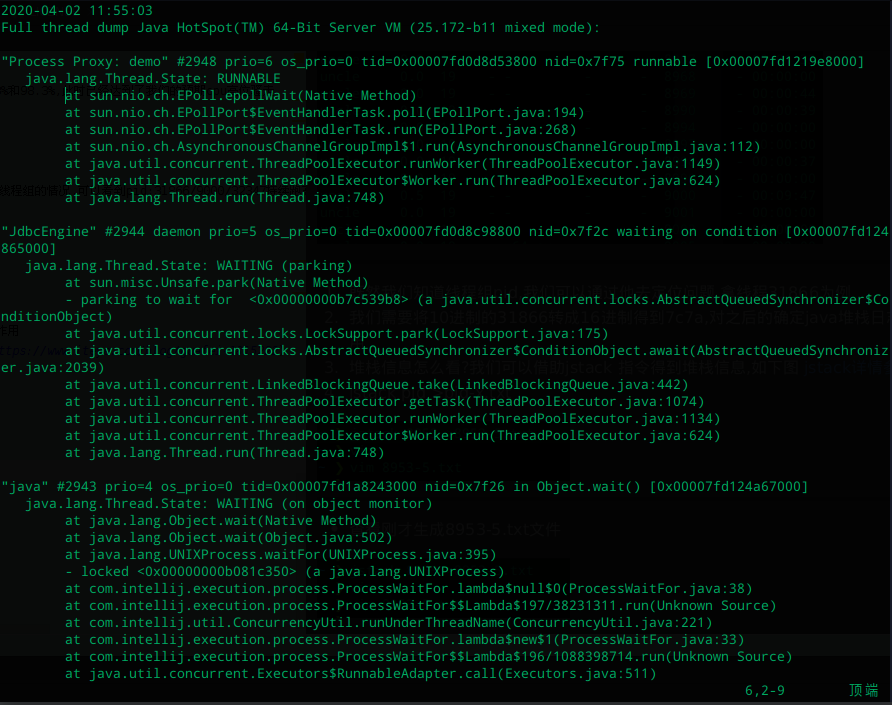 2020-04-02 11:55:03
Full thread dump Java HotSpot(TM) 64-Bit Server VM (25.172-b11 mixed mode):
"Process Proxy: demo" #2948 prio=6 os_prio=0 tid=0x00007fd0d8d53800 nid=0x7f75 runnable [0x00007fd1219e8000]
java.lang.Thread.State: RUNNABLE
at sun.nio.ch.EPoll.epollWait(Native Method)
at sun.nio.ch.EPollPort$EventHandlerTask.poll(EPollPort.java:194)
at sun.nio.ch.EPollPort$EventHandlerTask.run(EPollPort.java:268)
at sun.nio.ch.AsynchronousChannelGroupImpl$1.run(AsynchronousChannelGroupImpl.java:112)
at java.util.concurrent.ThreadPoolExecutor.runWorker(ThreadPoolExecutor.java:1149)
at java.util.concurrent.ThreadPoolExecutor$Worker.run(ThreadPoolExecutor.java:624)
at java.lang.Thread.run(Thread.java:748)
"JdbcEngine" #2944 daemon prio=5 os_prio=0 tid=0x00007fd0d8c98800 nid=0x7f2c waiting on condition [0x00007fd124
865000]
java.lang.Thread.State: WAITING (parking)
at sun.misc.Unsafe.park(Native Method)
- parking to wait for  <0x00000000b7c539b8> (a java.util.concurrent.locks.AbstractQueuedSynchronizer$Co
nditionObject)
at java.util.concurrent.locks.LockSupport.park(LockSupport.java:175)
at java.util.concurrent.locks.AbstractQueuedSynchronizer$ConditionObject.await(AbstractQueuedSynchroniz
er.java:2039)
at java.util.concurrent.LinkedBlockingQueue.take(LinkedBlockingQueue.java:442)
at java.util.concurrent.ThreadPoolExecutor.getTask(ThreadPoolExecutor.java:1074)
at java.util.concurrent.ThreadPoolExecutor.runWorker(ThreadPoolExecutor.java:1134)
at java.util.concurrent.ThreadPoolExecutor$Worker.run(ThreadPoolExecutor.java:624)
at java.lang.Thread.run(Thread.java:748)
"java" #2943 prio=4 os_prio=0 tid=0x00007fd1a8243000 nid=0x7f26 in Object.wait() [0x00007fd124a67000]
java.lang.Thread.State: WAITING (on object monitor)
at java.lang.Object.wait(Native Method)
at java.lang.Object.wait(Object.java:502)
at java.lang.UNIXProcess.waitFor(UNIXProcess.java:395)
- locked <0x00000000b081c350> (a java.lang.UNIXProcess)
at com.intellij.execution.process.ProcessWaitFor.lambda$null$0(ProcessWaitFor.java:38)
at com.intellij.execution.process.ProcessWaitFor$$Lambda$197/38231311.run(Unknown Source)
at com.intellij.util.ConcurrencyUtil.runUnderThreadName(ConcurrencyUtil.java:221)
at com.intellij.execution.process.ProcessWaitFor.lambda$new$1(ProcessWaitFor.java:33)
at com.intellij.execution.process.ProcessWaitFor$$Lambda$196/1088398714.run(Unknown Source)
at java.util.concurrent.Executors$RunnableAdapter.call(Executors.java:511)
6,2-9 顶端